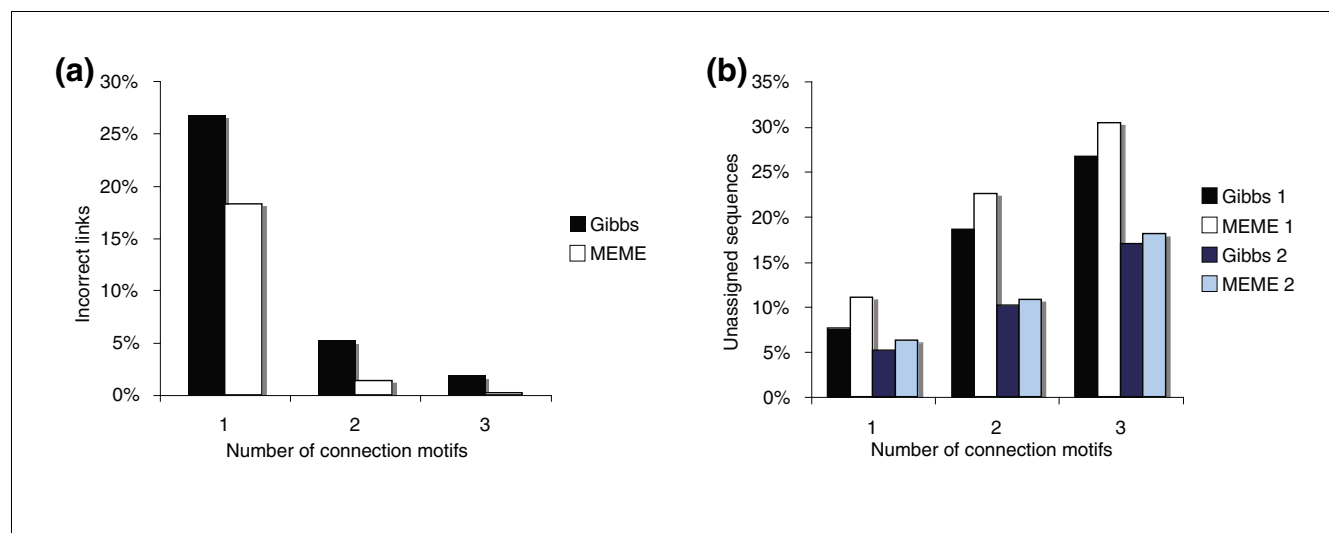 (a)
30%
25%
20%
15%
10%
5%
0%
Incorrect links
1 2 3
Number of connection motifs
Gibbs
MEME
(b)
35%
30%
25%
20%
15%
10%
5%
0%
Unassigned sequences
1 2 3
Number of connection motifs
Gibbs 1
MEME 1
Gibbs 2
MEME 2